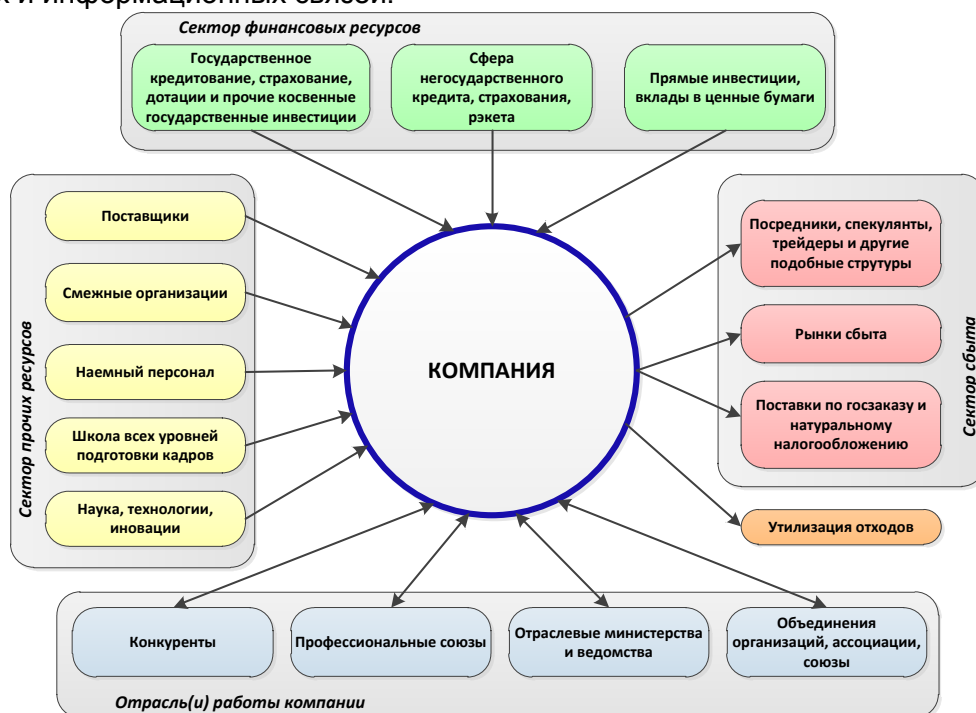 х и информационных связей.
Сектор финансовых ресурсов
Государственное
кредитование, страхование,
дотации и прочие косвенные
государственные инвестиции
Сфера
негосударственного
кредита, страхования,
рэкета
Прямые инвестиции,
вклады в ценные бумаги
Сектор прочих ресурсов
Поставщики
Смежные организации
Наемный персонал
Школа всех уровней
подготовки кадров
Наука, технологии,
иновации
КОМПАНИЯ
Посредники, спекулянты,
трейдеры и другие
подобные струтуры
Рынки сбыта
Поставки по госзаказу и
натуральному
налогообложению
Сектор сбыта
Утилизация отходов
Конкуренты
Профессиональные союзы
Отраслевые министерства
и ведомства
Объединения
организаций, ассоциации,
союзы
Отрасль(и) работы компании